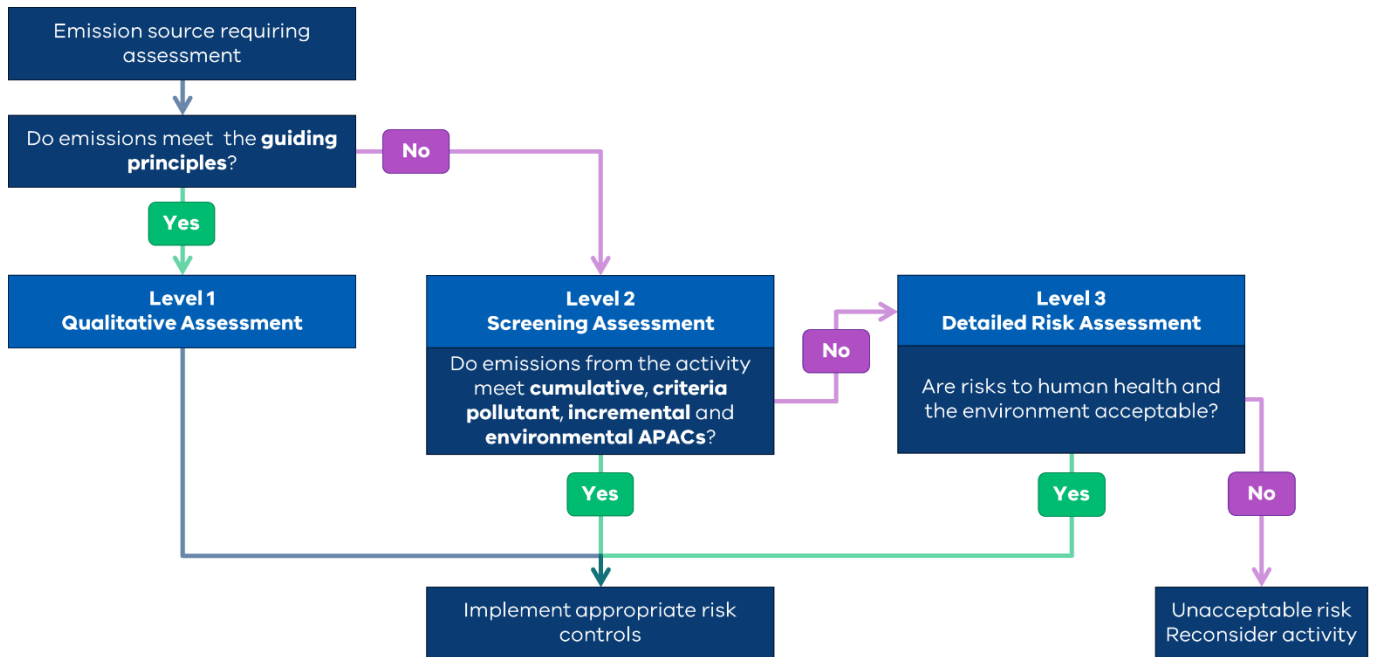 Emission source requiring
assessment
Do emissions meet the guiding
principles?
No
Yes
Level 1
Qualitative Assessment
Level 2
Screening Assessment
Do emissions from the activity
meet cumulative, criteria
pollutant, incremental and
environmental APACs?
No
Level 3
Detailed Risk Assessment
Are risks to human health and
the environment acceptable?
Yes
Yes
No
Implement appropriate risk
controls
Unacceptable risk
Reconsider activity